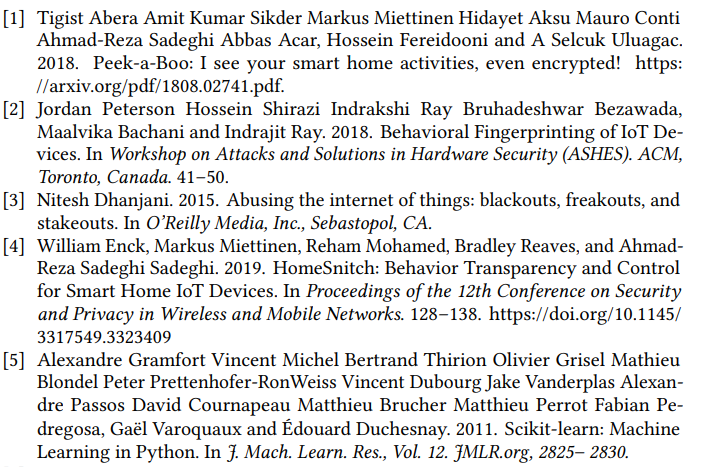 [1] Tigist Abera Amit Kumar Sikder Markus Miettinen Hidayet Aksu Mauro Conti
Ahmad-Reza Sadeghi Abbas Acar, Hossein Fereidooni and A Selcuk Uluagac.
2018. Peek-a-Boo: I see your smart home activities, even encrypted! https:
//arxiv.org/pdf/1808.02741.pdf.
[2] Jordan Peterson Hossein Shirazi Indrakshi Ray Bruhadeshwar Bezawada,
Maalvika Bachani and Indrajit Ray. 2018. Behavioral Fingerprinting of IoT De-
vices. In Workshop on Attacks and Solutions in Hardware Security (ASHES). ACM,
Toronto, Canada. 41–50.
[3] Nitesh Dhanjani. 2015. Abusing the internet of things: blackouts, freakouts, and
stakeouts. In O'Reilly Media, Inc., Sebastopol, CA.
[4] William Enck, Markus Miettinen, Reham Mohamed, Bradley Reaves, and Ahmad-
Reza Sadeghi Sadeghi. 2019. HomeSnitch: Behavior Transparency and Control
for Smart Home IoT Devices. In Proceedings of the 12th Conference on Security
and Privacy in Wireless and Mobile Networks. 128–138. https://doi.org/10.1145/
3317549.3323409
[5] Alexandre Gramfort Vincent Michel Bertrand Thirion Olivier Grisel Mathieu
Blondel Peter Prettenhofer-RonWeiss Vincent Dubourg Jake Vanderplas Alexan-
dre Passos David Cournapeau Matthieu Brucher Matthieu Perrot Fabian Pe-
dregosa, Gaël Varoquaux and Édouard Duchesnay. 2011. Scikit-learn: Machine
Learning in Python. In J. Mach. Learn. Res., Vol. 12. JMLR.org, 2825– 2830.